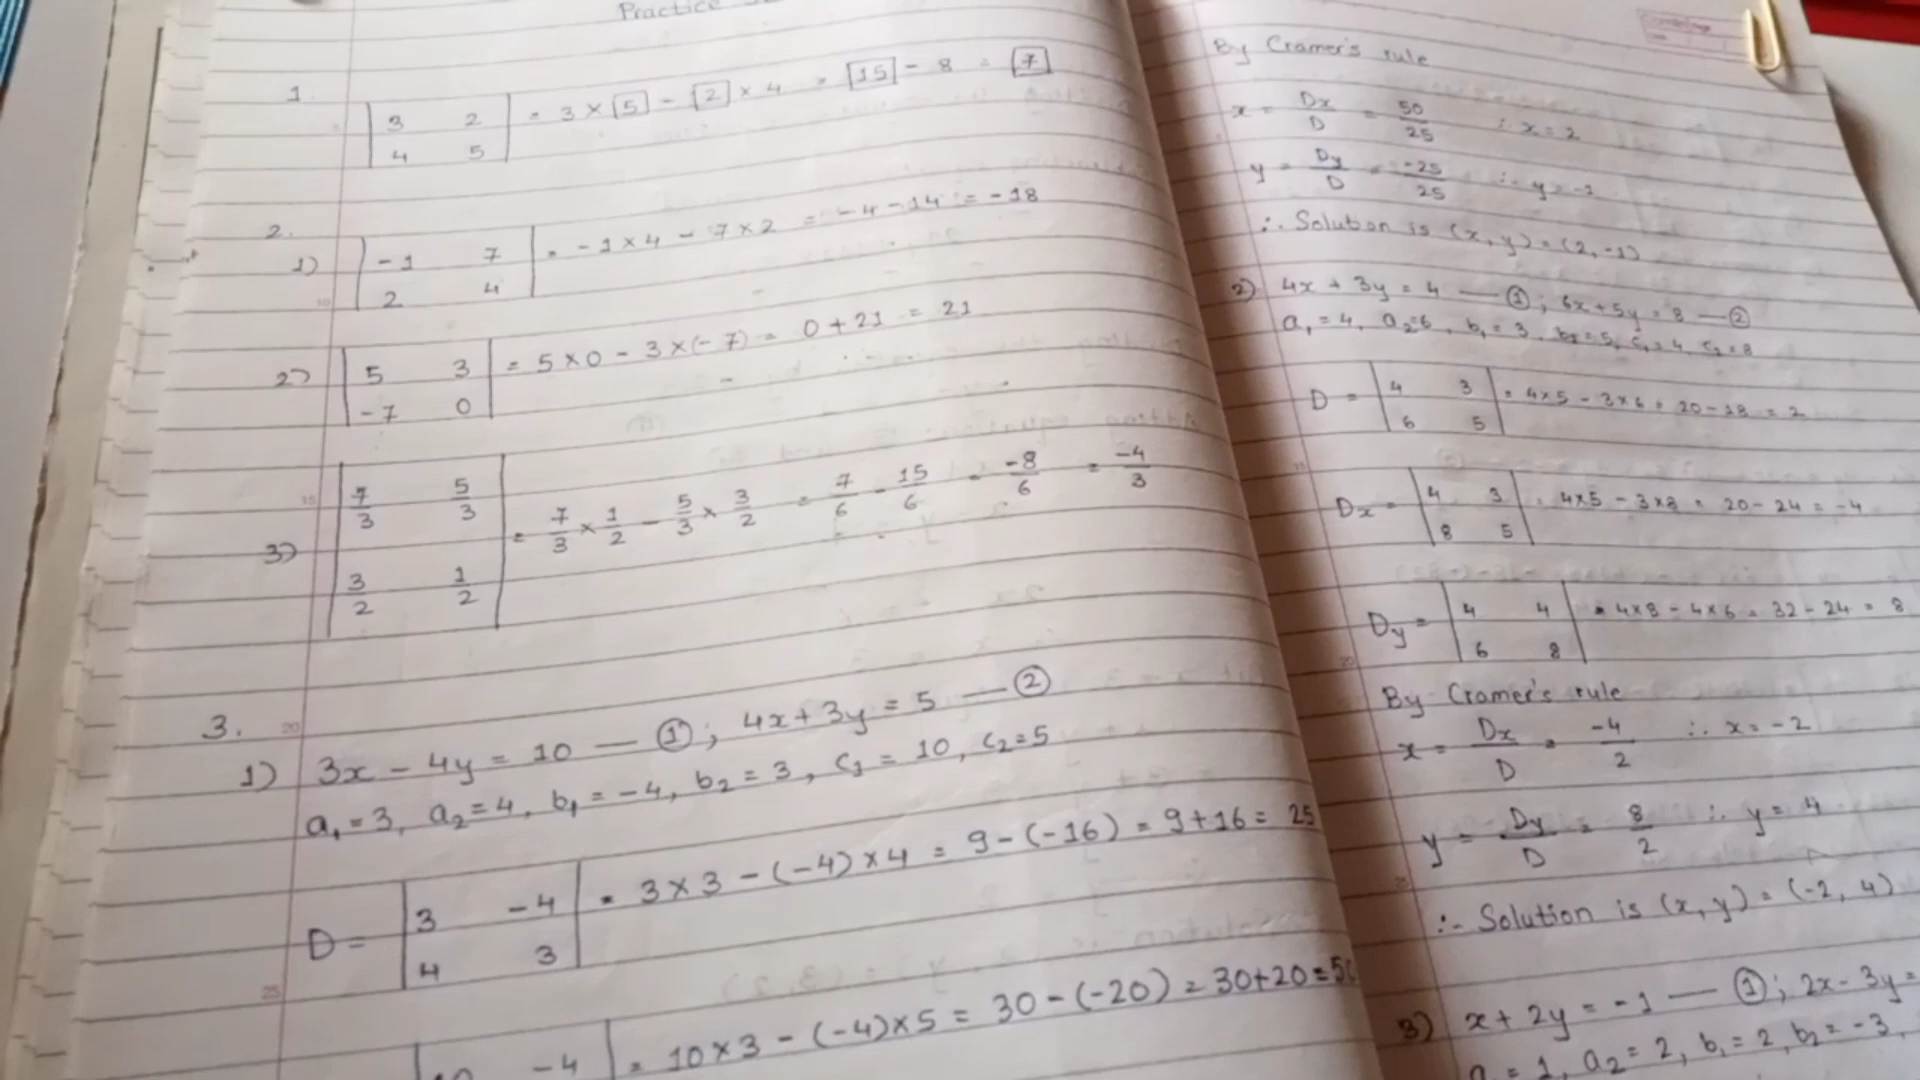 Practice
1. | 3 2 | = 3 × 5 - 2 × 4 = 15 - 8 = 7
| 4 5 |
2.
1) | -1 7 | = -1×4 - 7×2 = -4-14 = -18
| 2 4 |
2) | 5 3 | = 5×0 - 3×(-7) = 0+21 = 21
| -7 0 |
3) | 7/3 5/3 | = 7/3 × 1/2 - 5/3 × 3/2 = 7/6 - 15/6 = -8/6 = -4/3
| 3/2 1/2 |
3.
1) 3x - 4y = 10 — ①; 4x + 3y = 5 — ②
a₁ = 3, a₂ = 4, b₁ = -4, b₂ = 3, c₁ = 10, c₂ = 5
D = | 3 -4 | = 3×3 - (-4)×4 = 9-(-16) = 9+16 = 25
| 4 3 |
-4 | = 10×3 - (-4)×5 = 30-(-20) = 30+20 = 50
By Cramer's rule
x = Dx/D = 50/25 ∴ x = 2
y = Dy/D = -25/25 ∴ y = -1
∴ Solution is (x, y) = (2, -1)
2) 4x + 3y = 4 — ①; 6x + 5y = 8 — ②
a₁ = 4, a₂ = 6, b₁ = 3, b₂ = 5, c₁ = 4, c₂ = 8
D = | 4 3 | = 4×5 - 3×6 = 20-18 = 2
| 6 5 |
Dx = | 4 3 | = 4×5 - 3×8 = 20-24 = -4
| 8 5 |
Dy = | 4 4 | = 4×8 - 4×6 = 32-24 = 8
| 6 8 |
By Cramer's rule
x = Dx/D = -4/2 ∴ x = -2
y = Dy/D = 8/2 ∴ y = 4
∴ Solution is (x, y) = (-2, 4)
3) x + 2y = -1 — ①; 2x - 3y =
a₁ = 1, a₂ = 2, b₁ = 2, b₂ = -3,